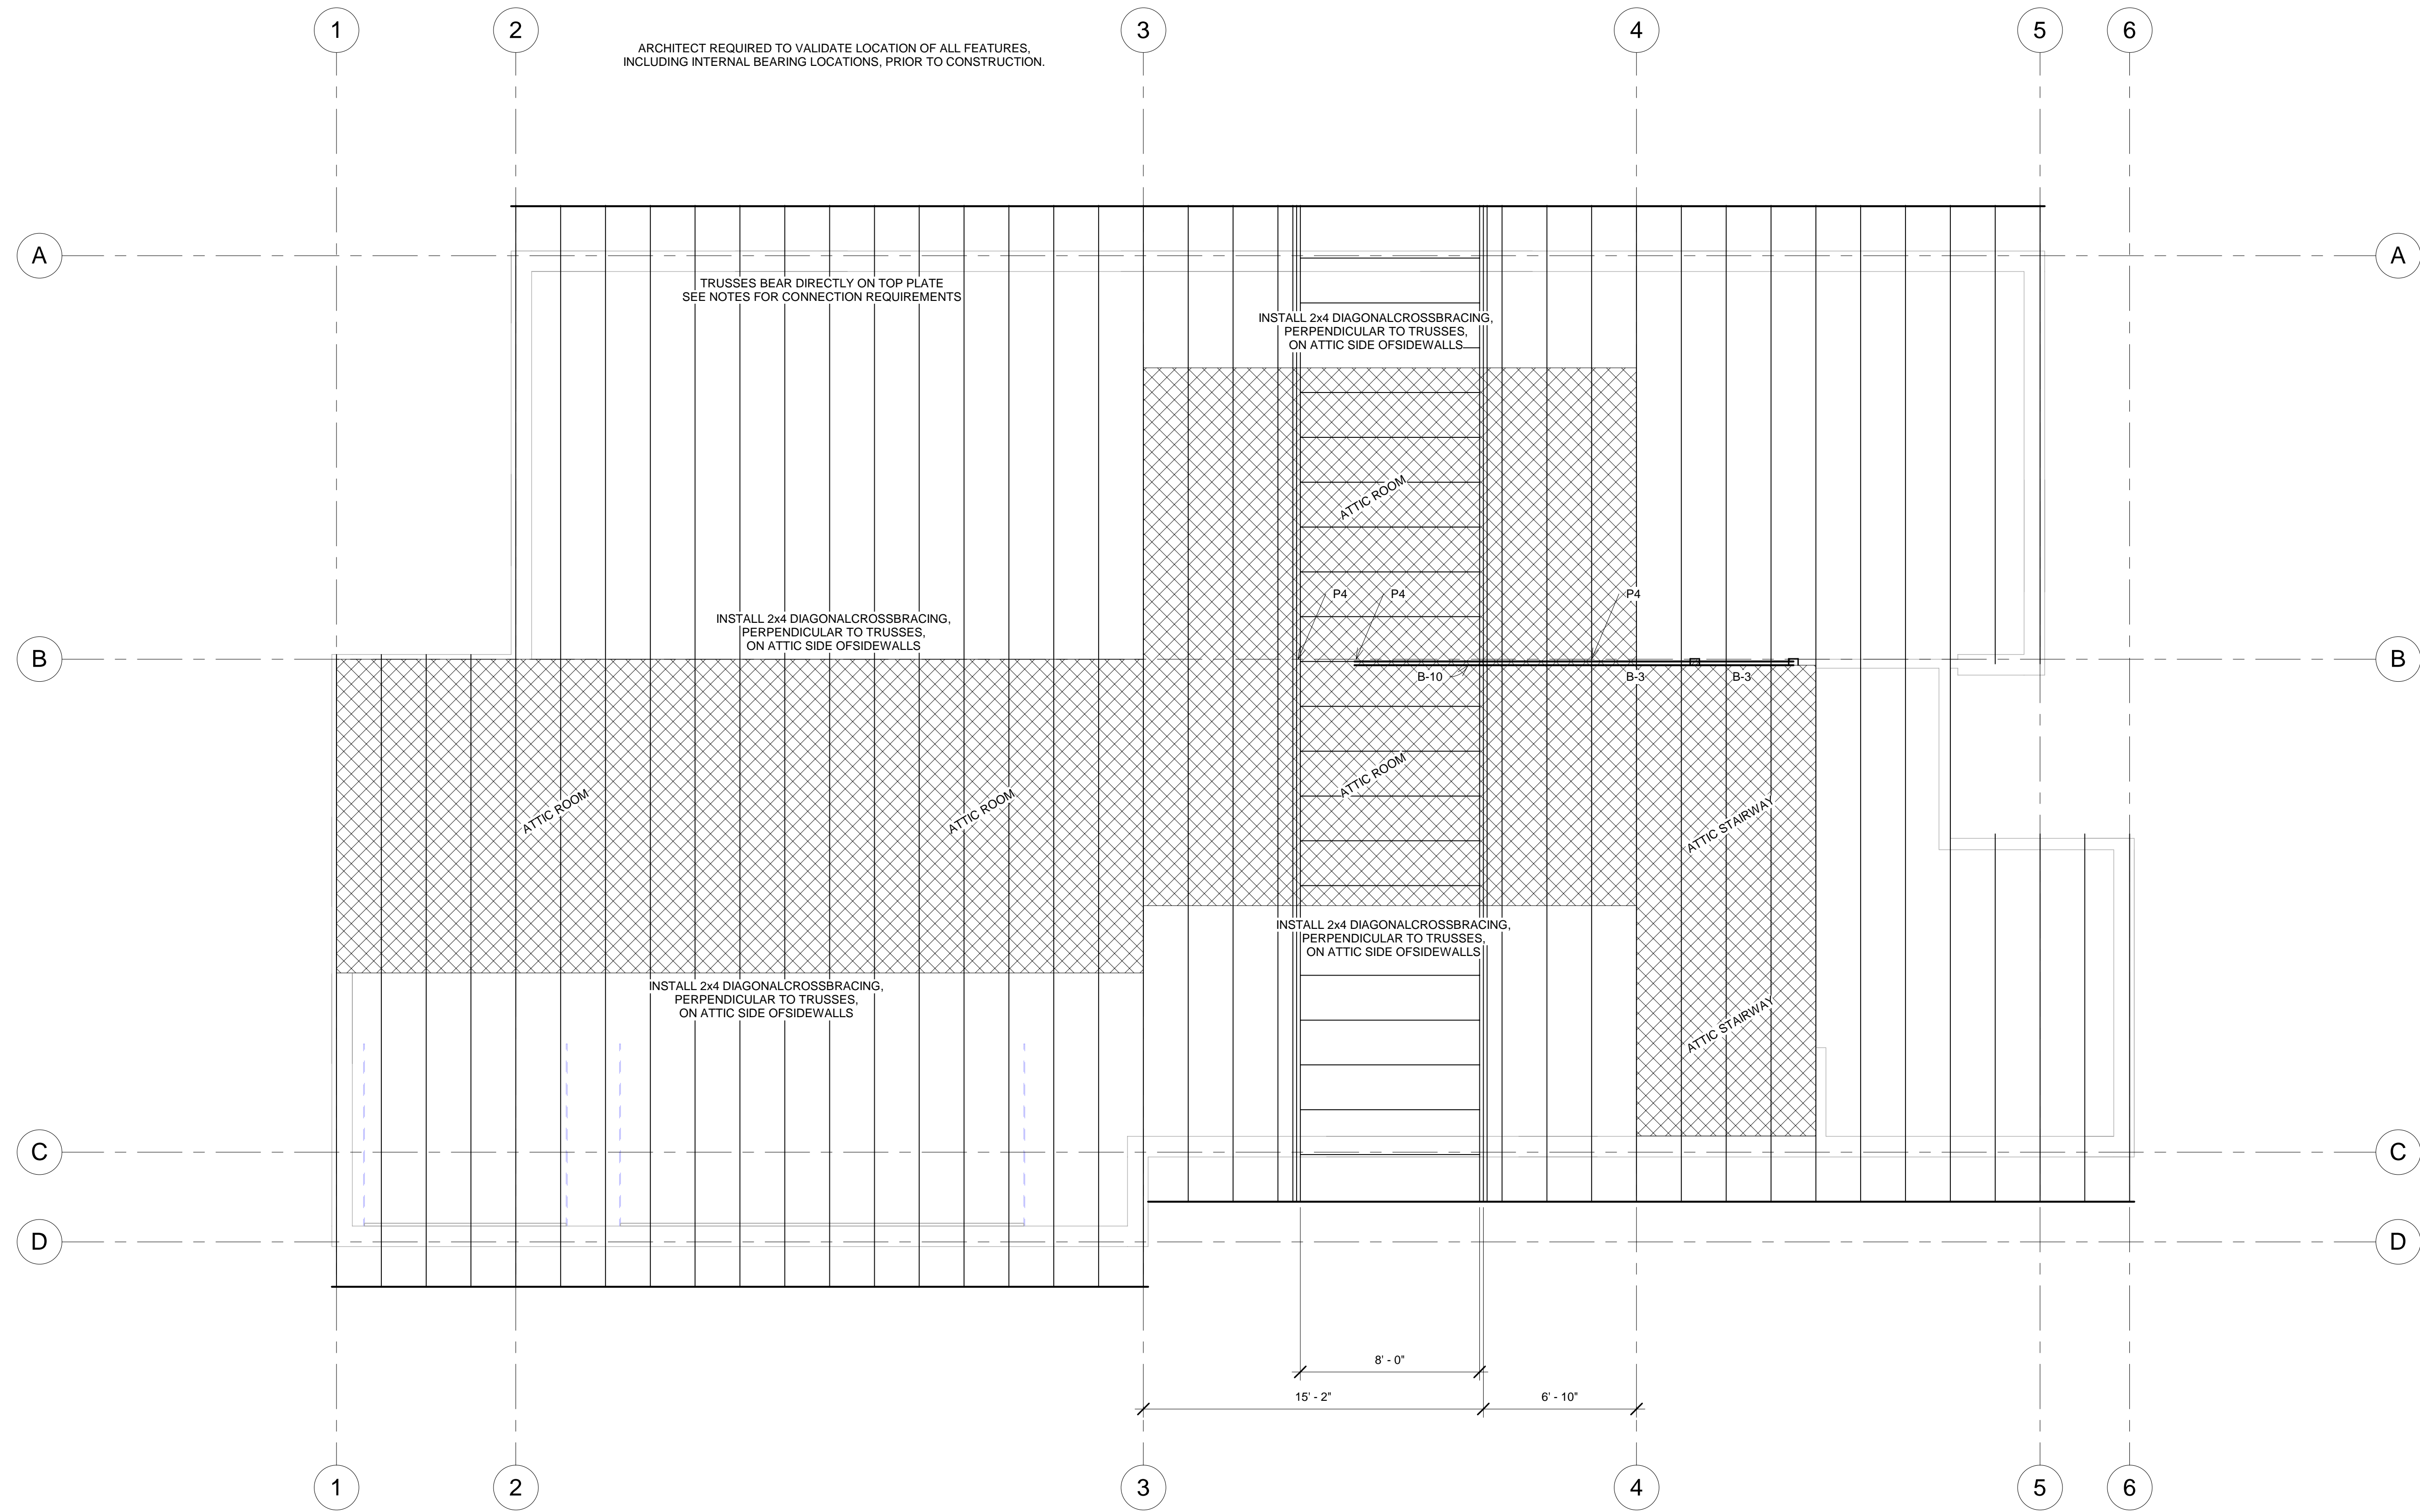 1
2
3
4
5
6
ARCHITECT REQUIRED TO VALIDATE LOCATION OF ALL FEATURES,
INCLUDING INTERNAL BEARING LOCATIONS, PRIOR TO CONSTRUCTION.
A
A
TRUSSES BEAR DIRECTLY ON TOP PLATE
SEE NOTES FOR CONNECTION REQUIREMENTS
INSTALL 2x4 DIAGONALCROSSBRACING,
PERPENDICULAR TO TRUSSES,
ON ATTIC SIDE OFSIDEWALLS
ATTIC ROOM
P4
P4
P4
INSTALL 2x4 DIAGONALCROSSBRACING,
PERPENDICULAR TO TRUSSES,
ON ATTIC SIDE OFSIDEWALLS
B
B
B-10
B-3
B-3
ATTIC ROOM
ATTIC ROOM
ATTIC ROOM
ATTIC STAIRWAY
INSTALL 2x4 DIAGONALCROSSBRACING,
PERPENDICULAR TO TRUSSES,
ON ATTIC SIDE OFSIDEWALLS
INSTALL 2x4 DIAGONALCROSSBRACING,
PERPENDICULAR TO TRUSSES,
ON ATTIC SIDE OFSIDEWALLS
ATTIC STAIRWAY
C
C
D
D
8' - 0"
15' - 2"
6' - 10"
1
2
3
4
5
6